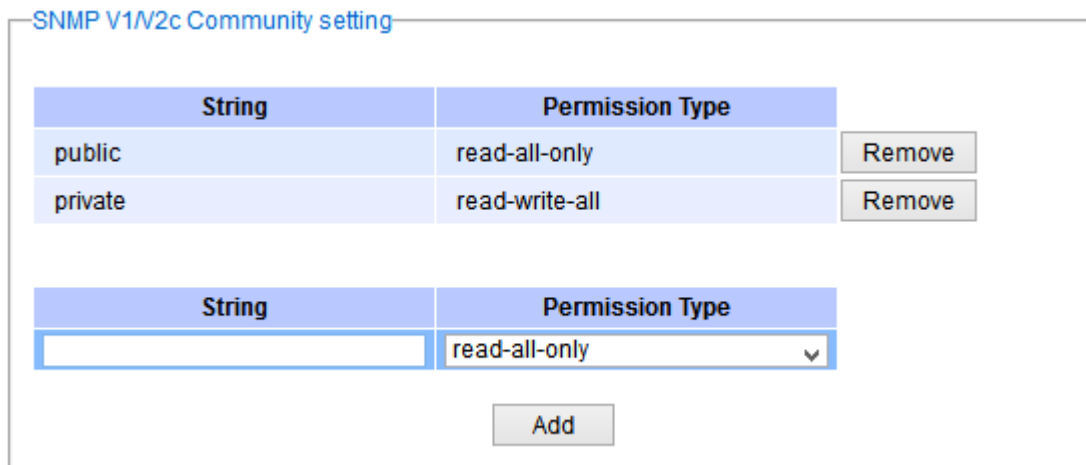 SNMP V1/V2c Community setting
String Permission Type
public read-all-only Remove
private read-write-all Remove
String Permission Type
read-all-only
Add